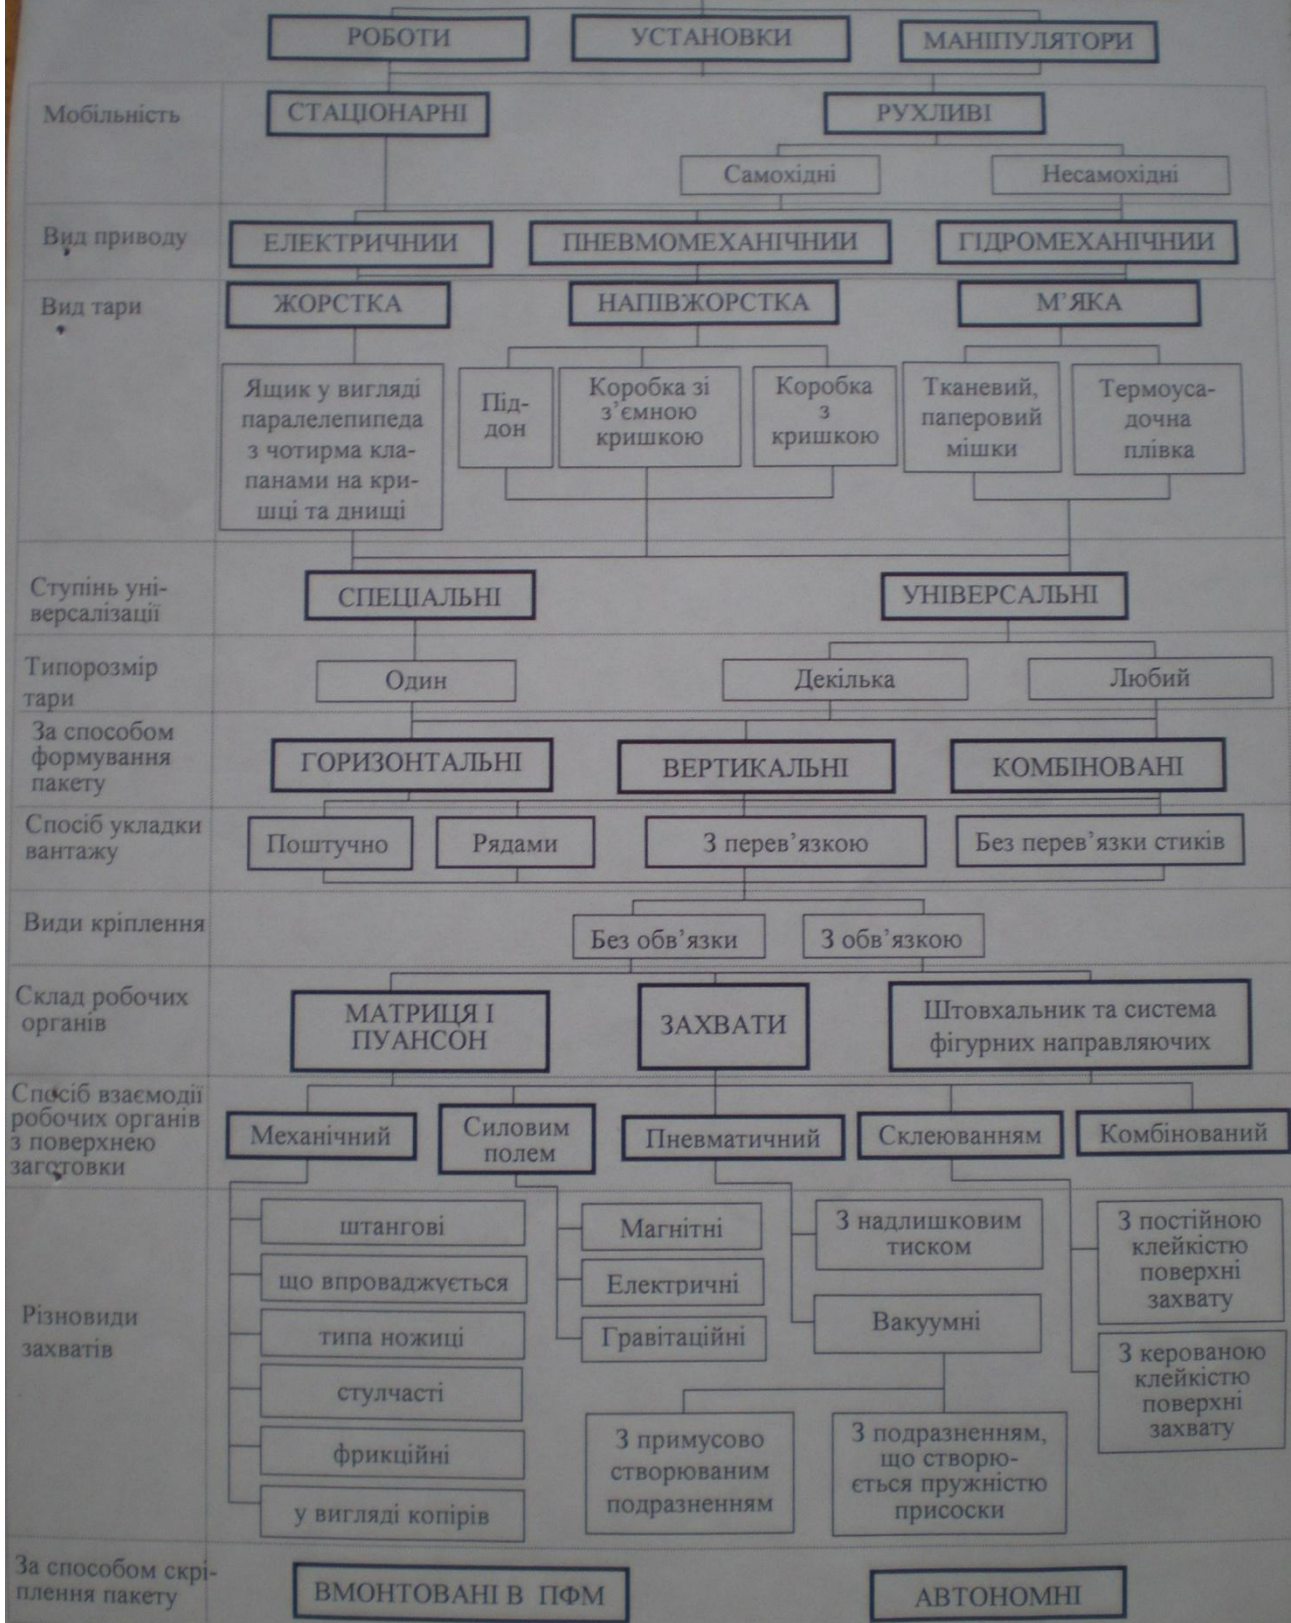 РОБОТИ
УСТАНОВКИ
МАНІПУЛЯТОРИ
Мобільність
СТАЦІОНАРНІ
РУХЛИВІ
Самохідні
Несамохідні
Вид приводу
ЕЛЕКТРИЧНИЙ
ПНЕВМОМЕХАНІЧНИЙ
ГІДРОМЕХАНІЧНИЙ
Вид тари
ЖОРСТКА
НАПІВЖОРСТКА
М’ЯКА
Ящик у вигляді
паралелепипеда
з чотирма кла-
панами на кри-
шці та днищі
Під-
дон
Коробка зі
з’ємною
кришкою
Коробка
з
кришкою
Тканевий,
паперовий
мішки
Термоуса-
дочна
плівка
Ступінь уні-
версалізації
СПЕЦІАЛЬНІ
УНІВЕРСАЛЬНІ
Типорозмір
тари
Один
Декілька
Любий
За способом
формування
пакету
ГОРИЗОНТАЛЬНІ
ВЕРТИКАЛЬНІ
КОМБІНОВАНІ
Спосіб укладки
вантажу
Поштучно
Рядами
З перев’язкою
Без перев’язки стиків
Види кріплення
Без обв’язки
З обв’язкою
Склад робочих
органів
МАТРИЦЯ І
ПУАНСОН
ЗАХВАТИ
Штовхальник та система
фігурних направляючих
Спосіб взаємодії
робочих органів
з поверхнею
заготовки
Механічний
Силовим
полем
Пневматичний
Склеюванням
Комбінований
Різновиди
захватів
штангові
що впроваджується
типа ножиці
стулчасті
фрикційні
у вигляді копірів
Магнітні
Електричні
Гравітаційні
З надлишковим
тиском
Вакуумні
З примусово
створюваним
подразненням
З подразненням,
що створю-
ється пружністю
присоски
З постійною
клейкістю
поверхні
захвату
З керованою
клейкістю
поверхні
захвату
За способом скрі-
плення пакету
ВМОНТОВАНІ В ПФМ
АВТОНОМНІ